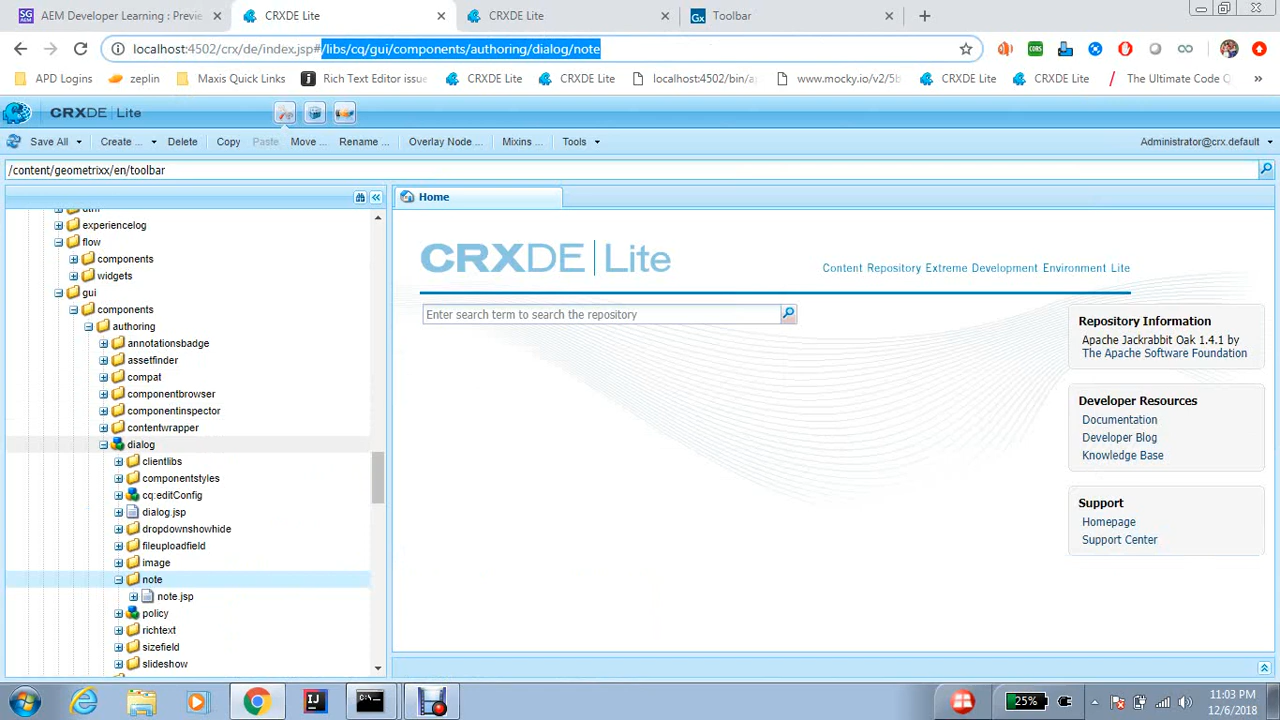 AEM Developer Learning : Previe
CRXDE Lite
CRXDE Lite
Toolbar
localhost:4502/crx/de/index.jsp#/libs/cq/gui/components/authoring/dialog/note
APD Logins
zeplin
Maxis Quick Links
Rich Text Editor issue
CRXDE Lite
CRXDE Lite
localhost:4502/bin/a
www.mocky.io/v2/5b
CRXDE Lite
CRXDE Lite
The Ultimate Code Q
CRXDE | Lite
Save All
Create ...
Delete
Copy
Paste
Move ...
Rename ...
Overlay Node ...
Mixins ...
Tools
Administrator@crx.default
/content/geometrixx/en/toolbar
Home
experiencelog
flow
components
widgets
gui
components
authoring
annotationsbadge
assetfinder
compat
componentbrowser
componentinspector
contentwrapper
dialog
clientlibs
componentstyles
cq:editConfig
dialog.jsp
dropdownshowhide
fileuploadfield
image
note
note.jsp
policy
richtext
sizefield
slideshow
CRXDE | Lite
Content Repository Extreme Development Environment Lite
Enter search term to search the repository
Repository Information
Apache Jackrabbit Oak 1.4.1 by
The Apache Software Foundation
Developer Resources
Documentation
Developer Blog
Knowledge Base
Support
Homepage
Support Center
25%
11:03 PM
12/6/2018